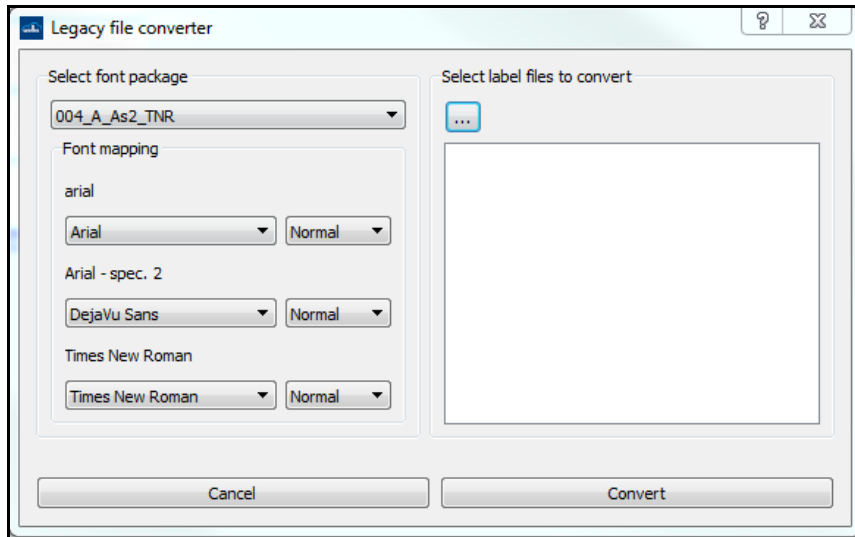 Legacy file converter
Select font package
004_A_As2_TNR
Font mapping
arial
Arial Normal
Arial - spec. 2
DejaVu Sans Normal
Times New Roman
Times New Roman Normal
Select label files to convert
...
Cancel Convert